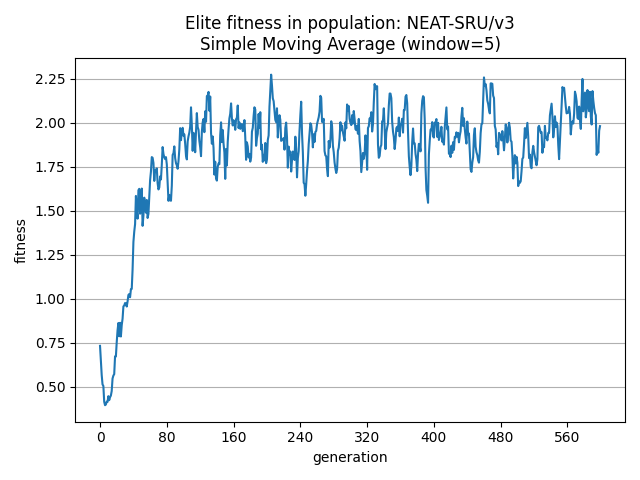 Elite fitness in population: NEAT-SRU/v3
Simple Moving Average (window=5)
2.25
2.00
1.75
1.50
1.25
1.00
0.75
0.50
fitness
0 80 160 240 320 400 480 560
generation